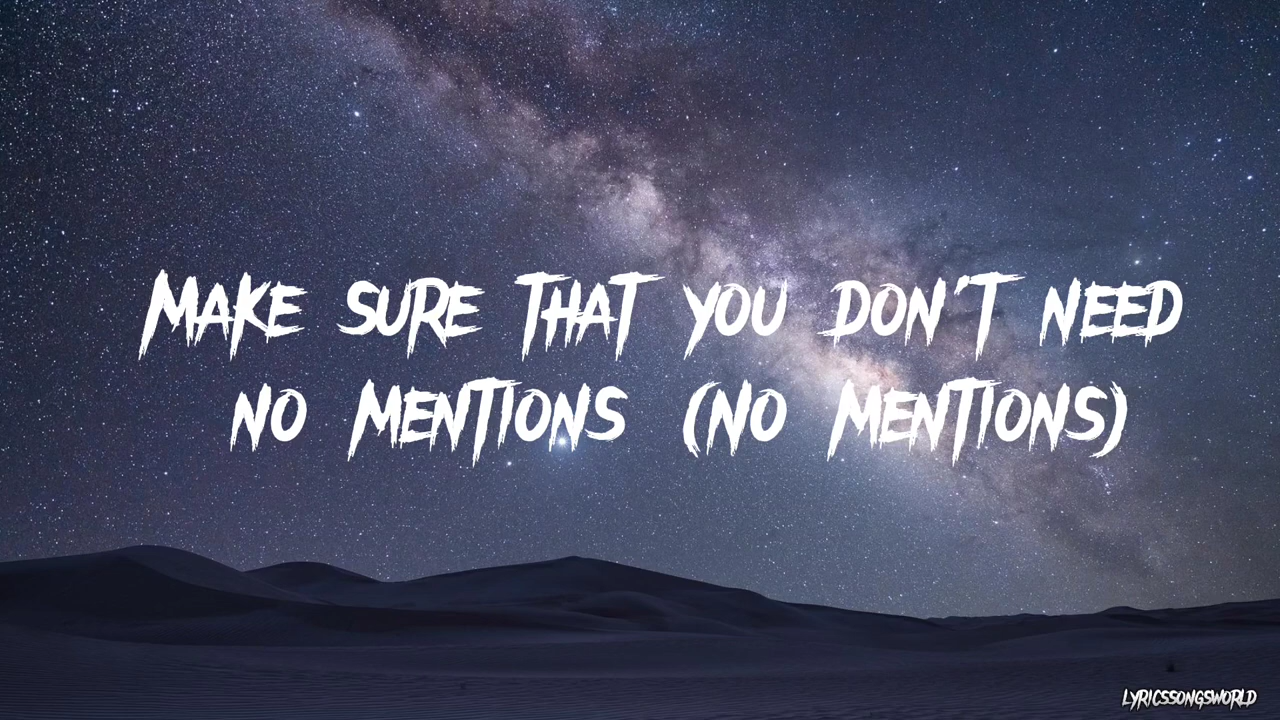 MAKE SURE THAT YOU DON'T NEED
NO MENTIONS (NO MENTIONS)
LYRICSSONGSWORLD